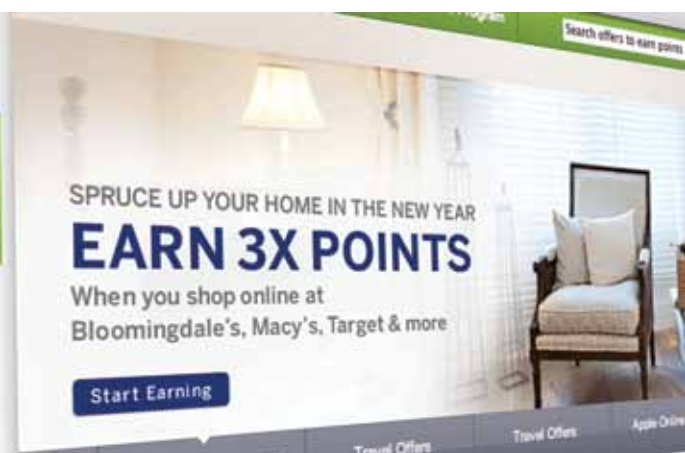 Program
Search offers to earn points
SPRUCE UP YOUR HOME IN THE NEW YEAR
EARN 3X POINTS
When you shop online at
Bloomingdale's, Macy's, Target & more
Start Earning
Travel Offers
Travel Offers
Apple Online